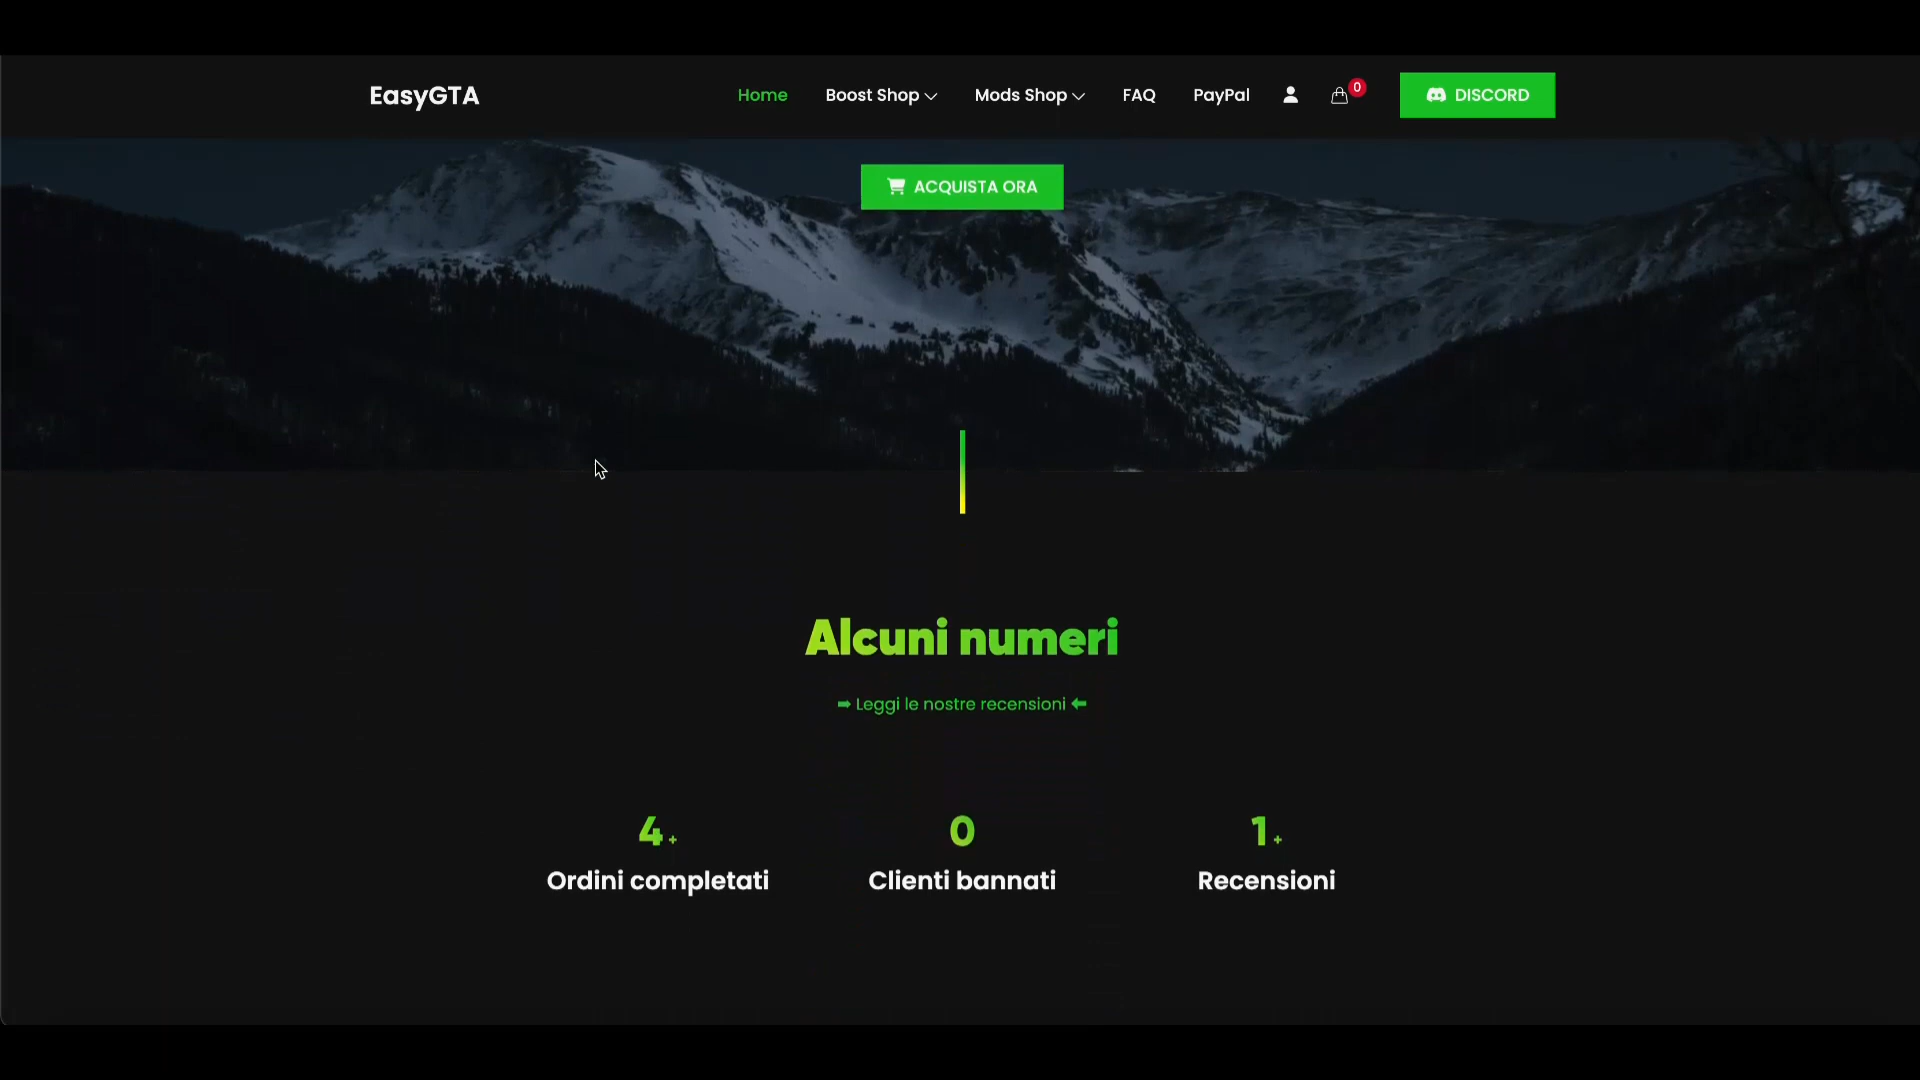 EasyGTA
Home
Boost Shop
Mods Shop
FAQ
PayPal
0
DISCORD
ACQUISTA ORA
Alcuni numeri
➡ Leggi le nostre recensioni ⬅
4+
Ordini completati
0
Clienti bannati
1+
Recensioni